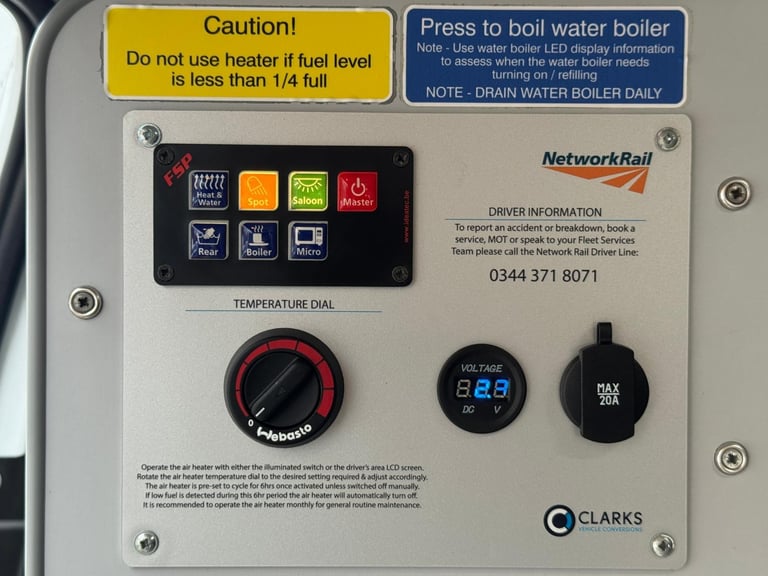 Caution!
Do not use heater if fuel level
is less than 1/4 full
Press to boil water boiler
Note - Use water boiler LED display information
to assess when the water boiler needs
turning on / refilling
NOTE - DRAIN WATER BOILER DAILY
FSP
Heat &
Water
Spot
Saloon
Master
Rear
Boiler
Micro
www.ideatec.be
NetworkRail
DRIVER INFORMATION
To report an accident or breakdown, book a
service, MOT or speak to your Fleet Services
Team please call the Network Rail Driver Line:
0344 371 8071
TEMPERATURE DIAL
0
Webasto
VOLTAGE
DC V
MAX
20A
Operate the air heater with either the illuminated switch or the driver's area LCD screen.
Rotate the air heater temperature dial to the desired setting required & adjust accordingly.
The air heater is pre-set to cycle for 6hrs once activated unless switched off manually.
If low fuel is detected during this 6hr period the air heater will automatically turn off.
It is recommended to operate the air heater monthly for general routine maintenance.
CLARKS
VEHICLE CONVERSIONS